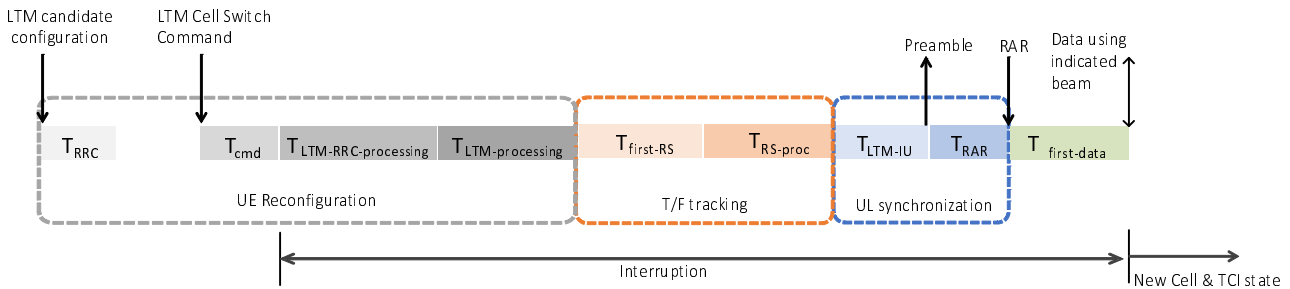 LTM candidate
configuration
LTM Cell Switch
Command
Preamble
RAR
Data using
indicated
beam
TRRC
Tcmd
TLTM-RRC-processing
TLTM-processing
Tfirst-RS
TRS-proc
TLTM-IU
TRAR
T first-data
UE Reconfiguration
T/F tracking
UL synchronization
Interruption
New Cell & TCI state